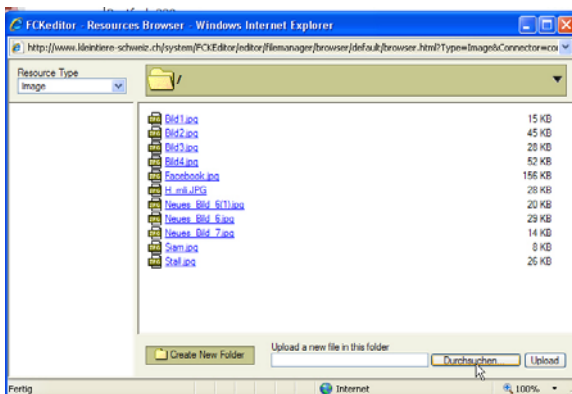 FCKeditor - Resources Browser - Windows Internet Explorer
http://www.kleintiere-schweiz.ch/system/FCKEditor/editor/filemanager/browser/default/browser.html?Type=Image&Connector=co
Resource Type
Image
/
Bild1.jpg 15 KB
Bild2.jpg 45 KB
Bild3.jpg 28 KB
Bild4.jpg 52 KB
Facebook.jpg 156 KB
H_mli.JPG 28 KB
Neues_Bild_6(1).jpg 20 KB
Neues_Bild_6.jpg 29 KB
Neues_Bild_7.jpg 14 KB
Siam.jpg 8 KB
Stall.jpg 26 KB
Create New Folder
Upload a new file in this folder
Durchsuchen...
Upload
Fertig
Internet
100%